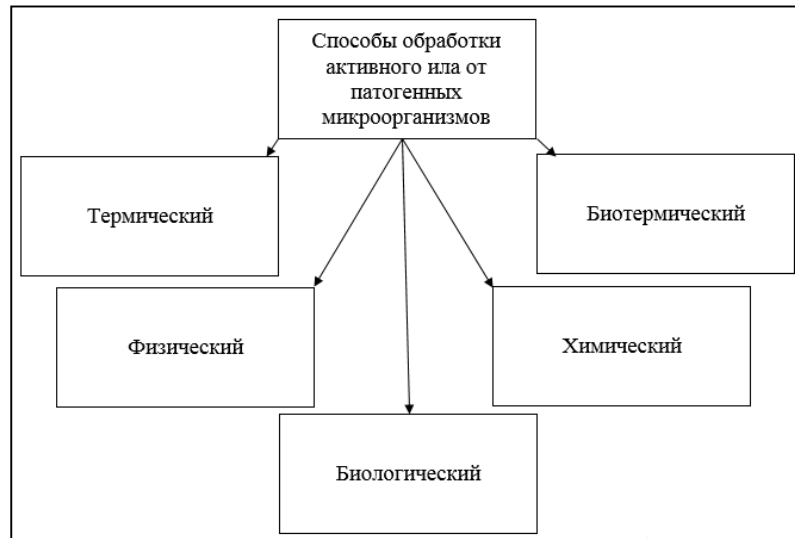 Способы обработки
активного ила от
патогенных
микроорганизмов
Термический
Биотермический
Физический
Химический
Биологический